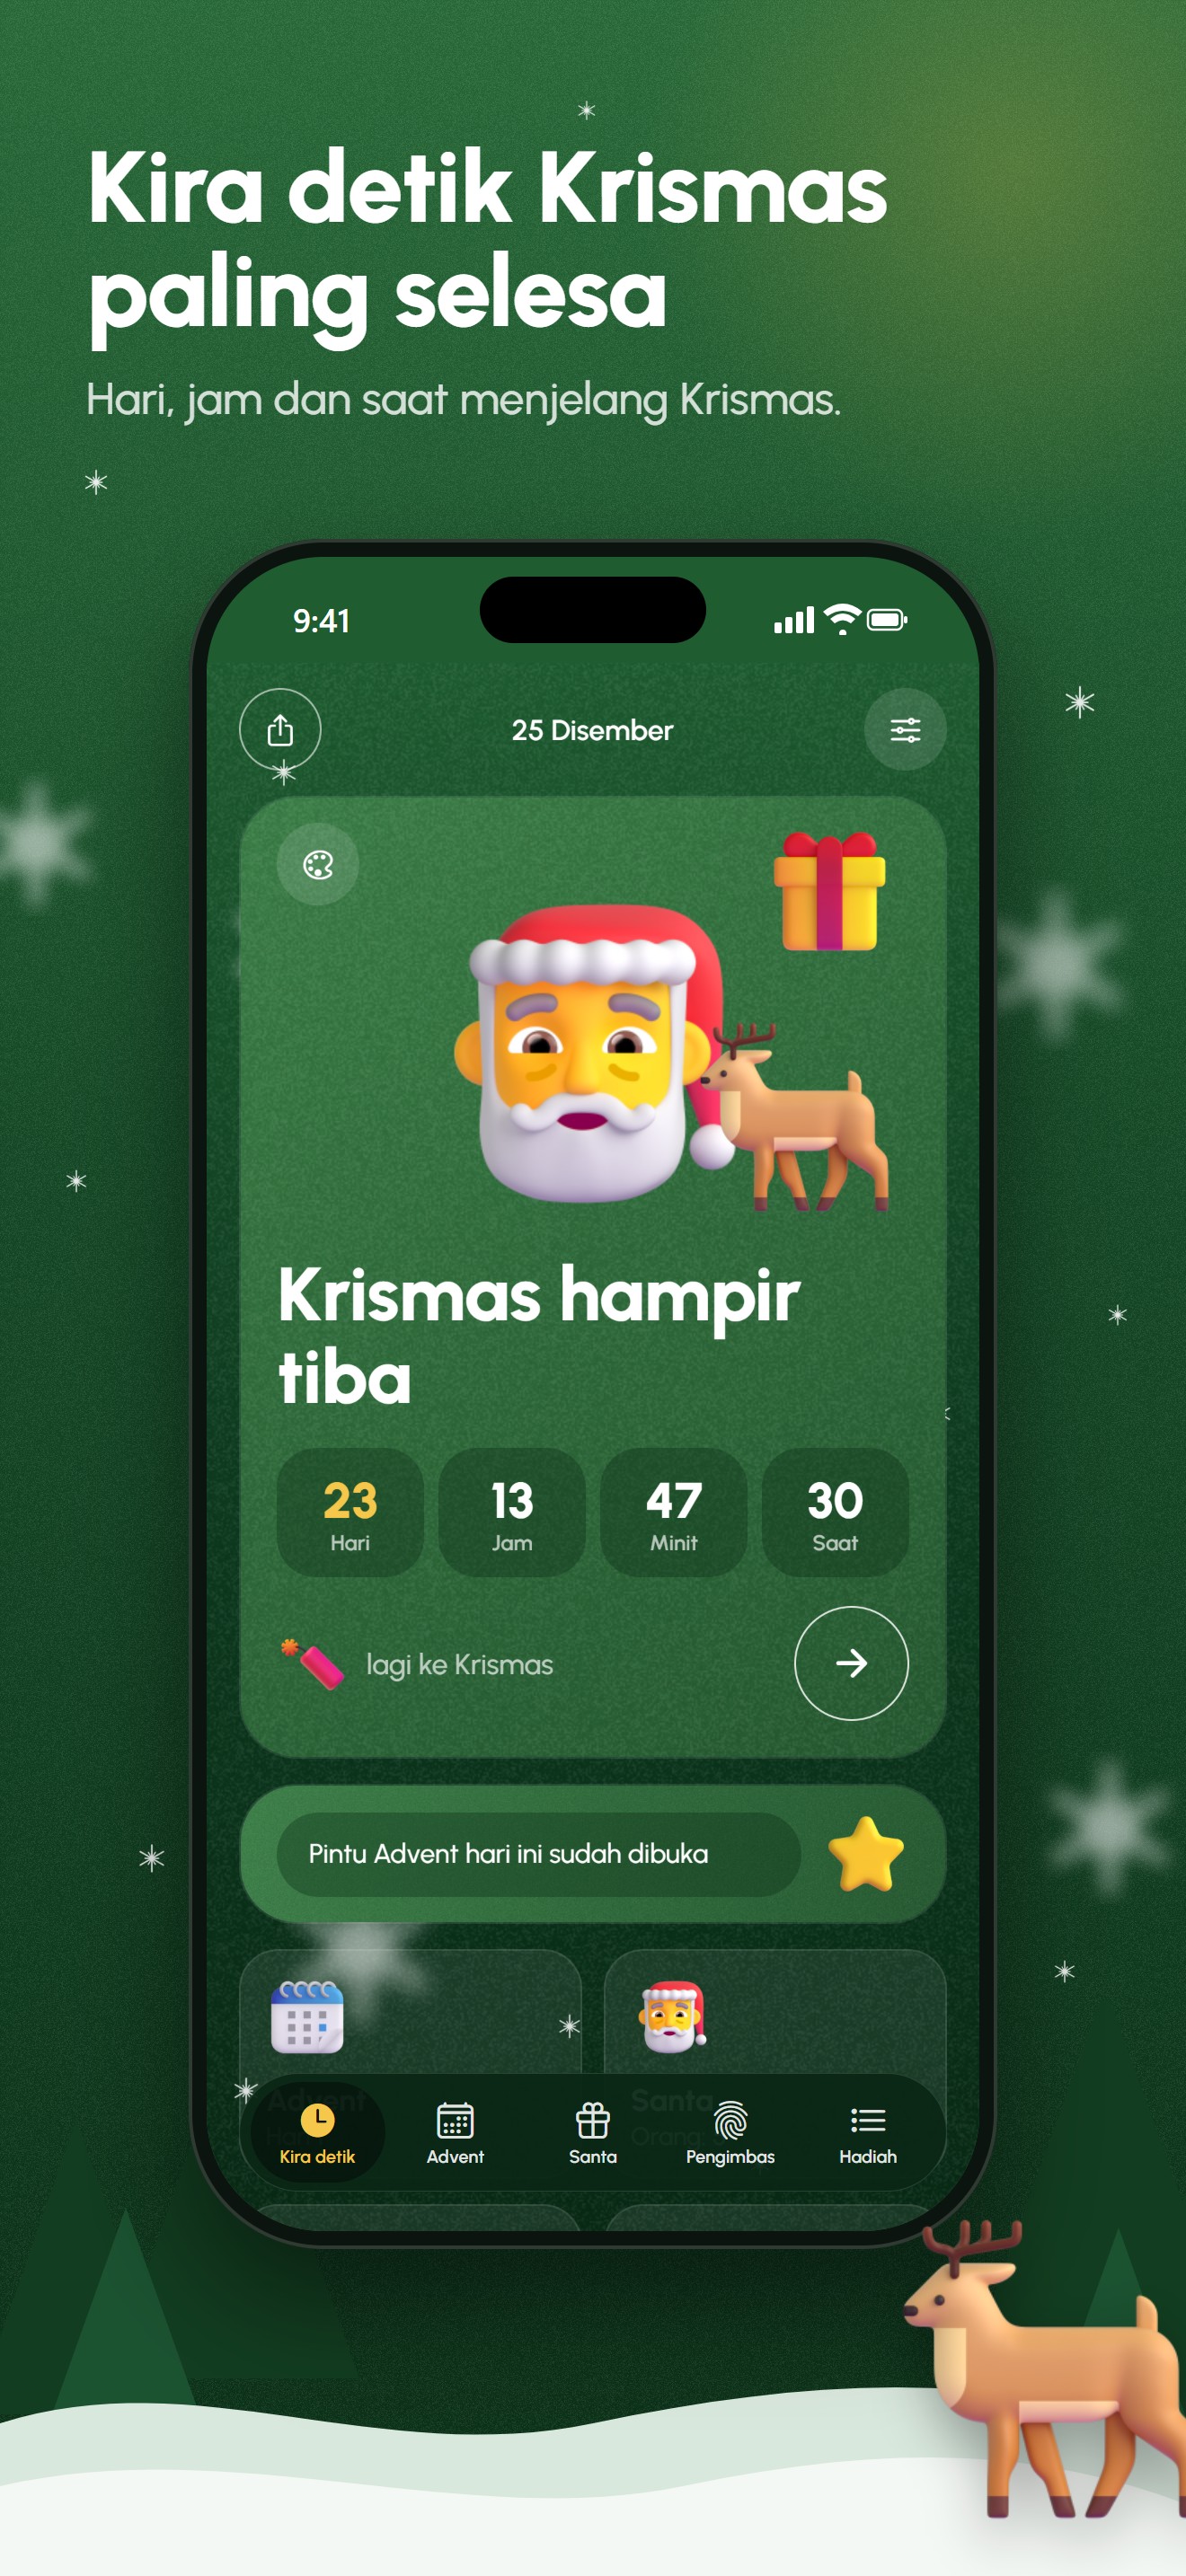 Kira detik Krismas
paling selesa
Hari, jam dan saat menjelang Krismas.
9:41
25 Disember
Krismas hampir
tiba
23
Hari
13
Jam
47
Minit
30
Saat
lagi ke Krismas
Pintu Advent hari ini sudah dibuka
Advent
Santa
Kira detik
Advent
Santa
Pengimbas
Hadiah